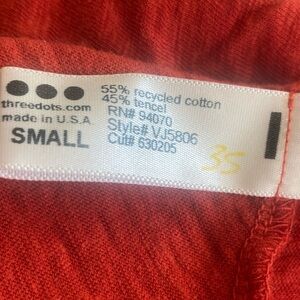 threedots.com
made in U.S.A.
SMALL
55% recycled cotton
45% tencel
RN# 94070
Style# VJ5806
Cut# 630205
35